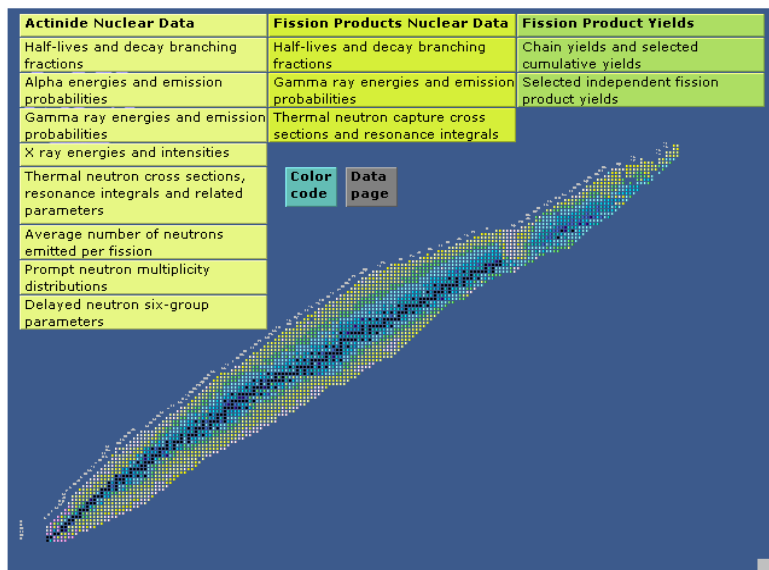 Actinide Nuclear Data
Half-lives and decay branching
fractions
Alpha energies and emission
probabilities
Gamma ray energies and emission
probabilities
X ray energies and intensities
Thermal neutron cross sections,
resonance integrals and related
parameters
Average number of neutrons
emitted per fission
Prompt neutron multiplicity
distributions
Delayed neutron six-group
parameters
Fission Products Nuclear Data
Half-lives and decay branching
fractions
Gamma ray energies and emission
probabilities
Thermal neutron capture cross
sections and resonance integrals
Fission Product Yields
Chain yields and selected
cumulative yields
Selected independent fission
product yields
Color
code
Data
page